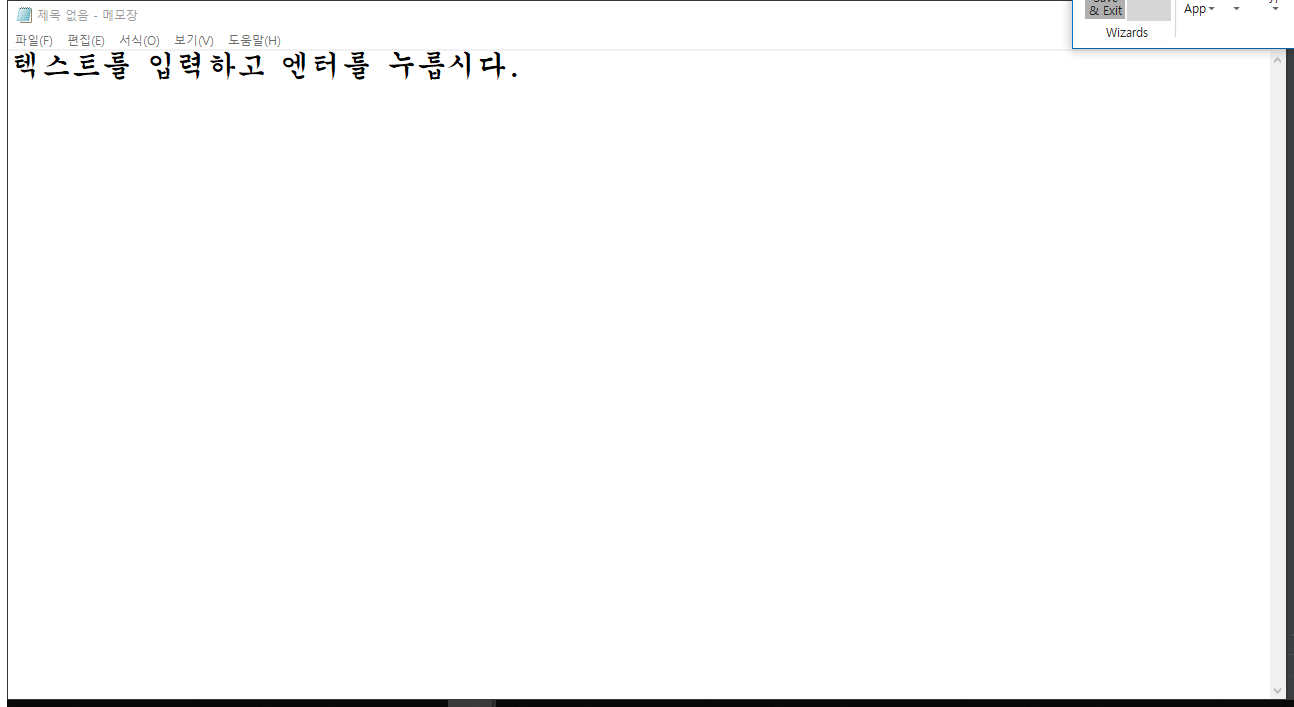 제목 없음 - 메모장
파일(F) 편집(E) 서식(O) 보기(V) 도움말(H)
텍스트를 입력하고 엔터를 누릅시다.
& Exit
App
Wizards